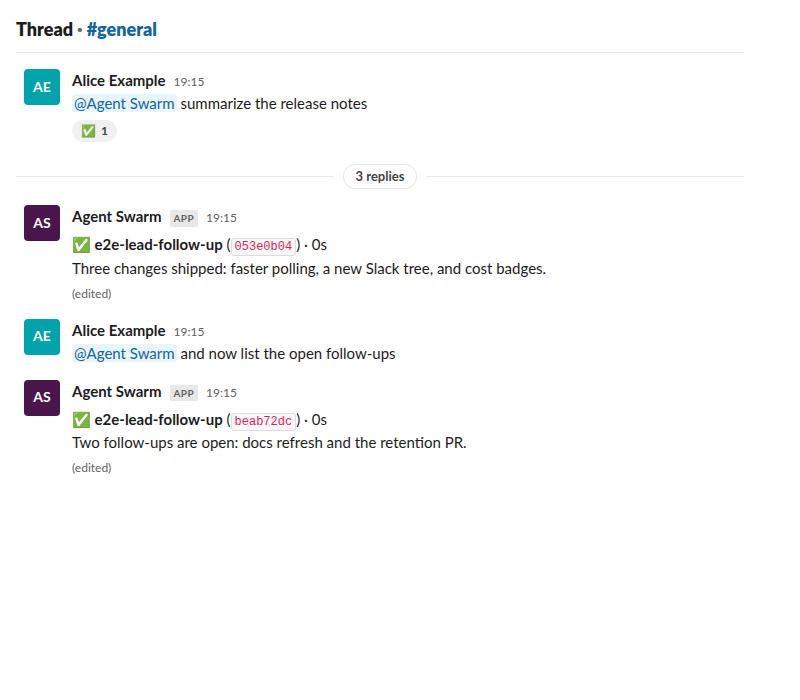 Thread • #general
AE
Alice Example 19:15
@Agent Swarm summarize the release notes
✅ 1
3 replies
AS
Agent Swarm APP 19:15
✅ e2e-lead-follow-up (053e0b04) · 0s
Three changes shipped: faster polling, a new Slack tree, and cost badges.
(edited)
AE
Alice Example 19:15
@Agent Swarm and now list the open follow-ups
AS
Agent Swarm APP 19:15
✅ e2e-lead-follow-up (beab72dc) · 0s
Two follow-ups are open: docs refresh and the retention PR.
(edited)